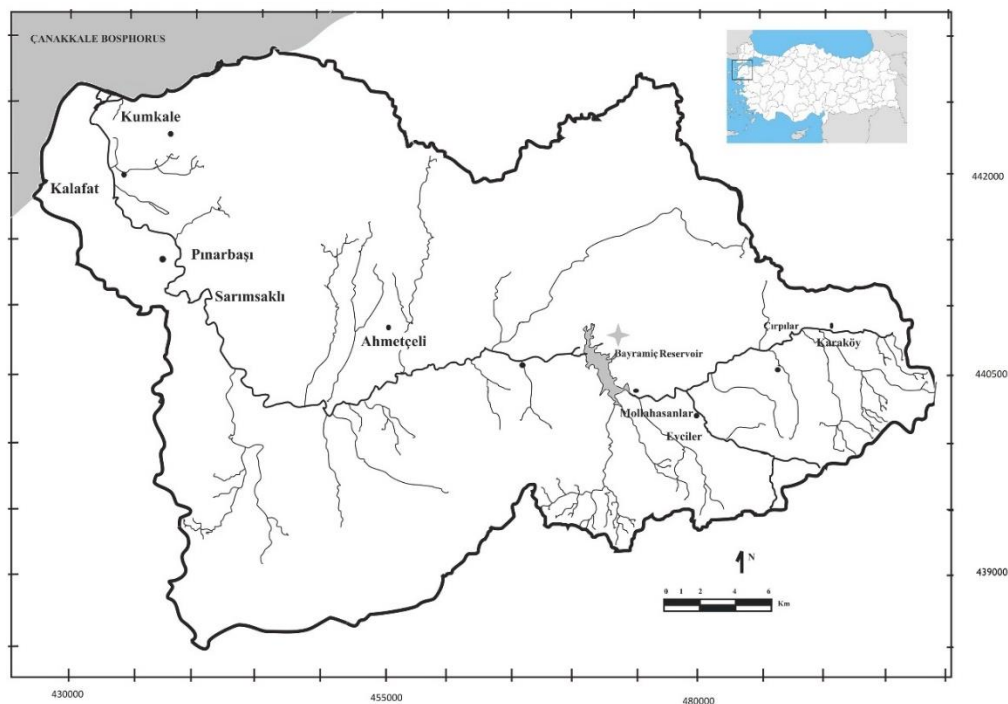 ÇANAKKALE BOSPHORUS
Kumkale
Kalafat
442000
Pınarbaşı
Sarımsaklı
Ahmetçeli
Çırpılar
Karaköy
Bayramiç Reservoir
440500
Mollahasanlar
Evciler
N
439000
0 1 2 4 6
Km
430000 455000 480000